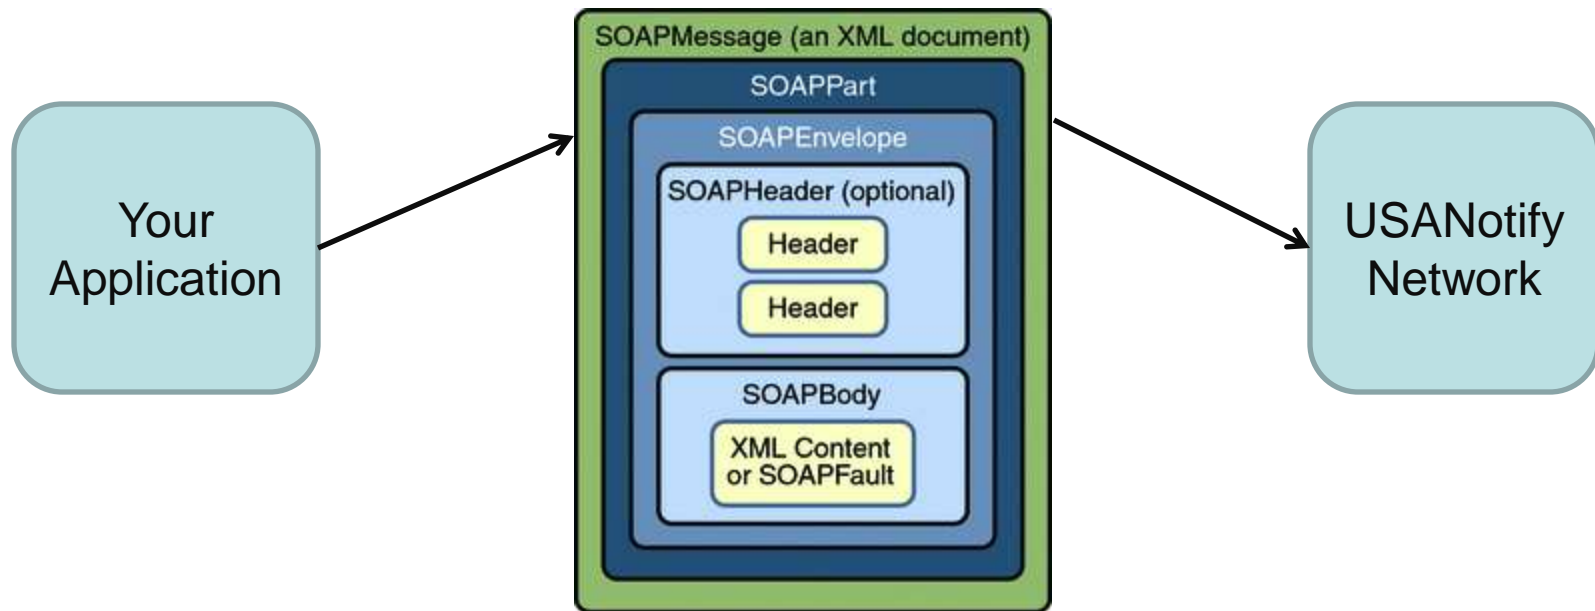 Your
Application
SOAPMessage (an XML document)
SOAPPart
SOAPEnvelope
SOAPHeader (optional)
Header
Header
SOAPBody
XML Content
or SOAPFault
USANotify
Network